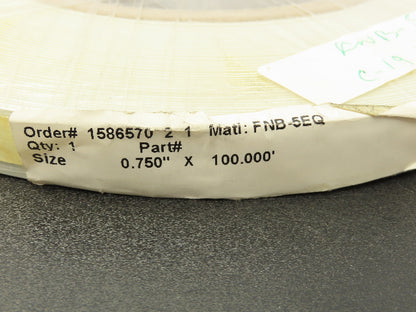 Order# 1586570 2 1 Matl: FNB-5EQ
Qty: 1 Part#
Size 0.750" X 100.000'